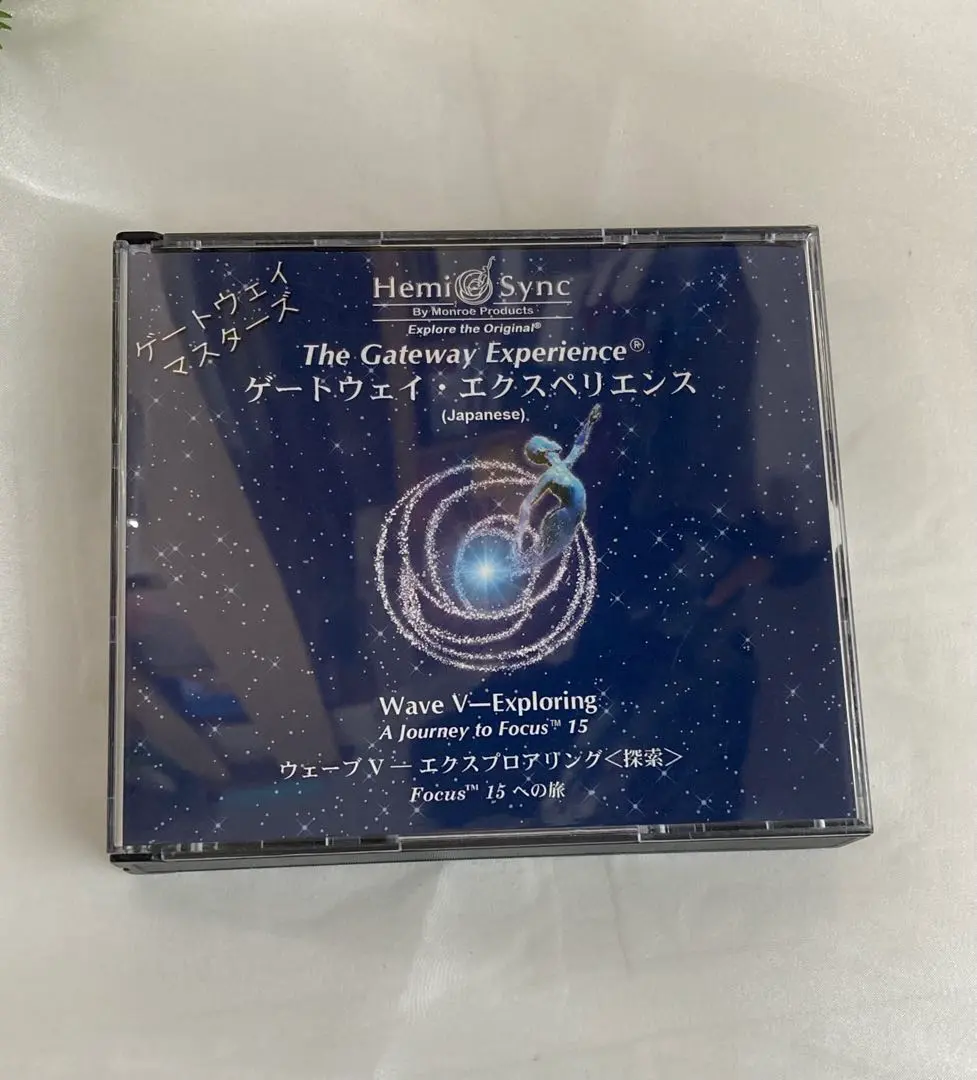 ゲートウェイ
マスターズ
Hemi Sync
By Monroe Products
Explore the Original®
The Gateway Experience®
ゲートウェイ・エクスペリエンス
(Japanese)
Wave V—Exploring
A Journey to Focus™ 15
ウェーブ V — エクスプロアリング<探索>
Focus™ 15 への旅